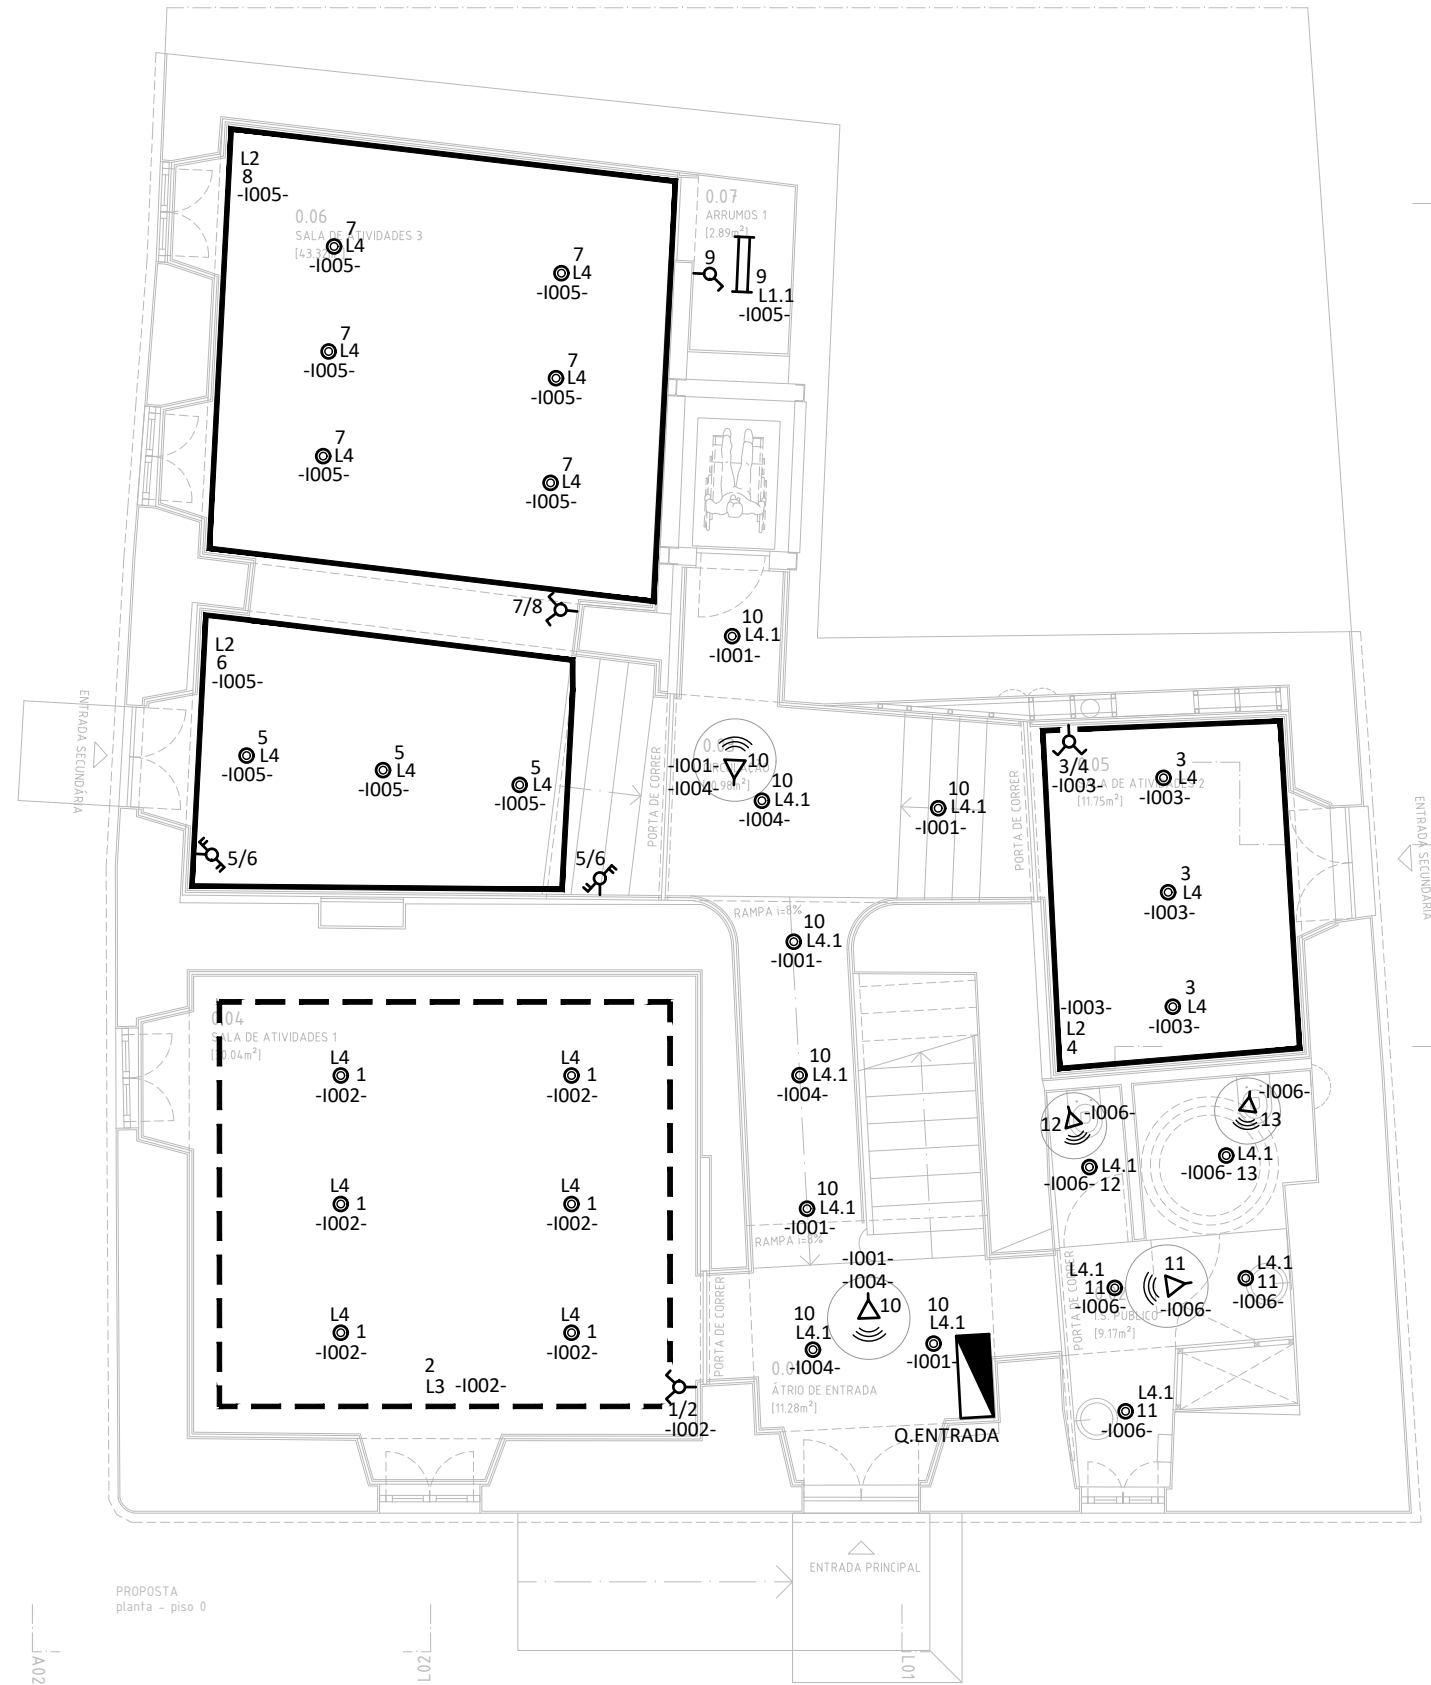 L2
8
-I005-
0.06
SALA DE ATIVIDADES 3
7
L4
-I005-
7
L4
-I005-
7
L4
-I005-
7
L4
-I005-
7
L4
-I005-
7
L4
-I005-
0.07
ARRUMOS 1
[2.89m²]
9
9
L1.1
-I005-
7/8
10
L4.1
-I001-
L2
6
-I005-
5
L4
-I005-
5
L4
-I005-
5
L4
-I005-
5/6
5/6
ENTRADA SECUNDÁRIA
PORTA DE CORRER
-I001-
-I004-
10
10
L4.1
-I004-
10
L4.1
-I001-
PORTA DE CORRER
3/4
-I003-
3
L4
-I003-
[11.75m²]
3
L4
-I003-
3
L4
-I003-
-I003-
L2
4
ENTRADA SECUNDÁRIA
RAMPA i=8%
10
L4.1
-I001-
10
L4.1
-I004-
10
L4.1
-I001-
RAMPA i=8%
0.04
SALA DE ATIVIDADES 1
L4
1
-I002-
L4
1
-I002-
L4
1
-I002-
L4
1
-I002-
L4
1
-I002-
L4
1
-I002-
2
L3 -I002-
1/2
-I002-
PORTA DE CORRER
-I001-
-I004-
10
10
L4.1
-I004-
10
L4.1
-I001-
ÁTRIO DE ENTRADA
[11.28m²]
Q.ENTRADA
12
-I006-
L4.1
-I006- 12
-I006-
13
L4.1
-I006- 13
PORTA DE CORRER
L4.1
11
-I006-
11
-I006-
L4.1
11
-I006-
I.S. PÚBLICO
[9.17m²]
L4.1
11
-I006-
ENTRADA PRINCIPAL
PROPOSTA
planta - piso 0
A02
L02
L01